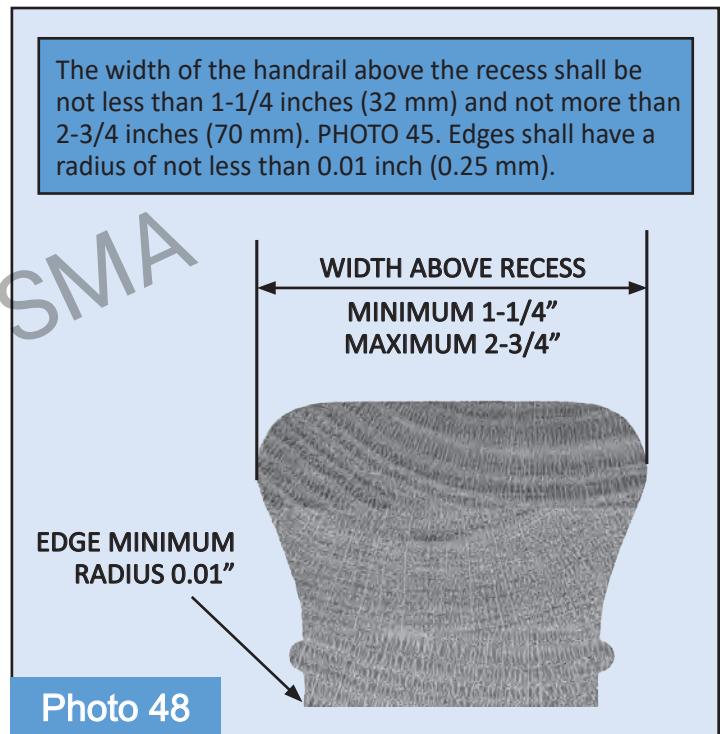 The width of the handrail above the recess shall be
not less than 1-1/4 inches (32 mm) and not more than
2-3/4 inches (70 mm). PHOTO 45. Edges shall have a
radius of not less than 0.01 inch (0.25 mm).
SMA
WIDTH ABOVE RECESS
MINIMUM 1-1/4”
MAXIMUM 2-3/4”
EDGE MINIMUM
RADIUS 0.01”
Photo 48